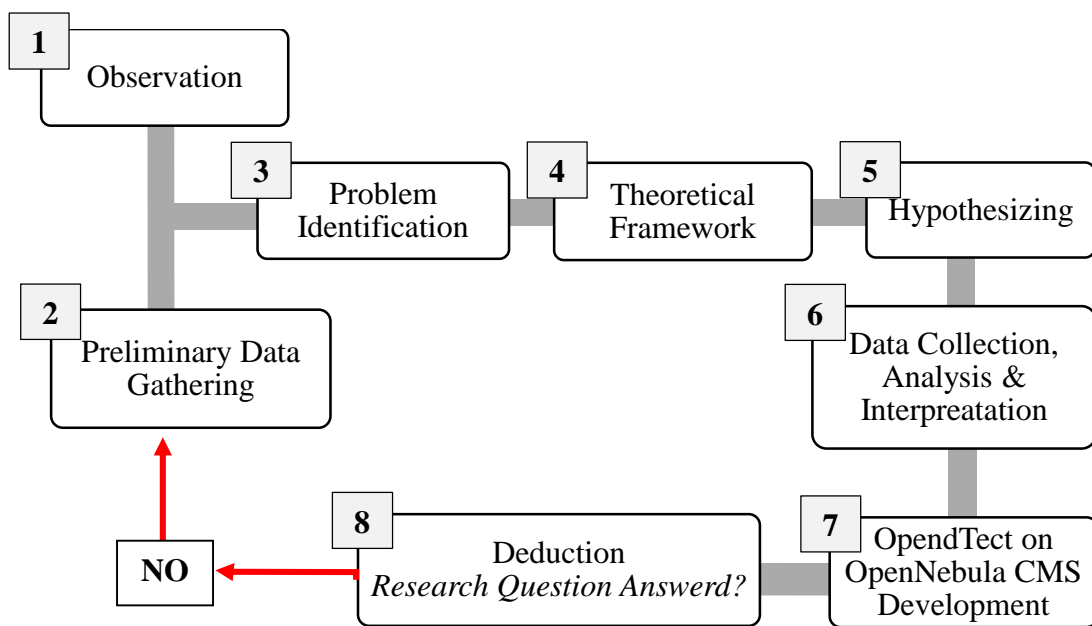 1
Observation
2
Preliminary Data
Gathering
3
Problem
Identification
4
Theoretical
Framework
5
Hypothesizing
6
Data Collection,
Analysis &
Interpreatation
7
OpendTect on
OpenNebula CMS
Development
8
Deduction
Research Question Answerd?
NO